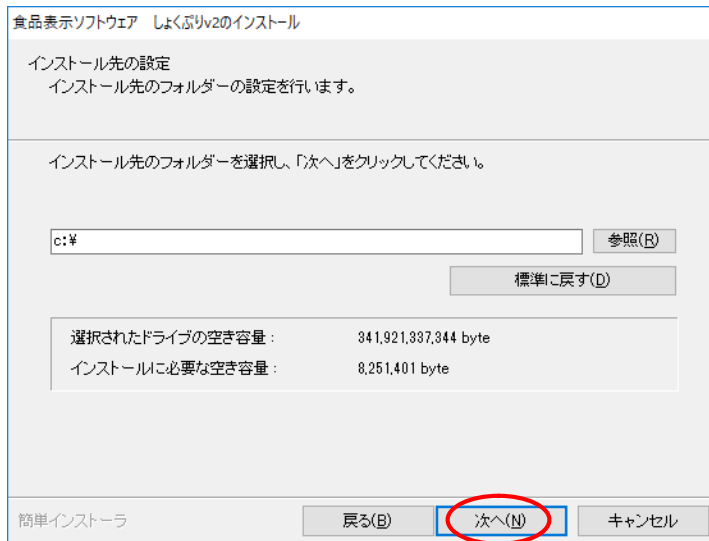 食品表示ソフトウェア　しょくぷりv2のインストール
インストール先の設定
インストール先のフォルダーの設定を行います。
インストール先のフォルダーを選択し、「次へ」をクリックしてください。
c:¥
参照(R)
標準に戻す(D)
選択されたドライブの空き容量： 341,921,337,344 byte
インストールに必要な空き容量： 8,251,401 byte
簡単インストーラ
戻る(B)
次へ(N)
キャンセル